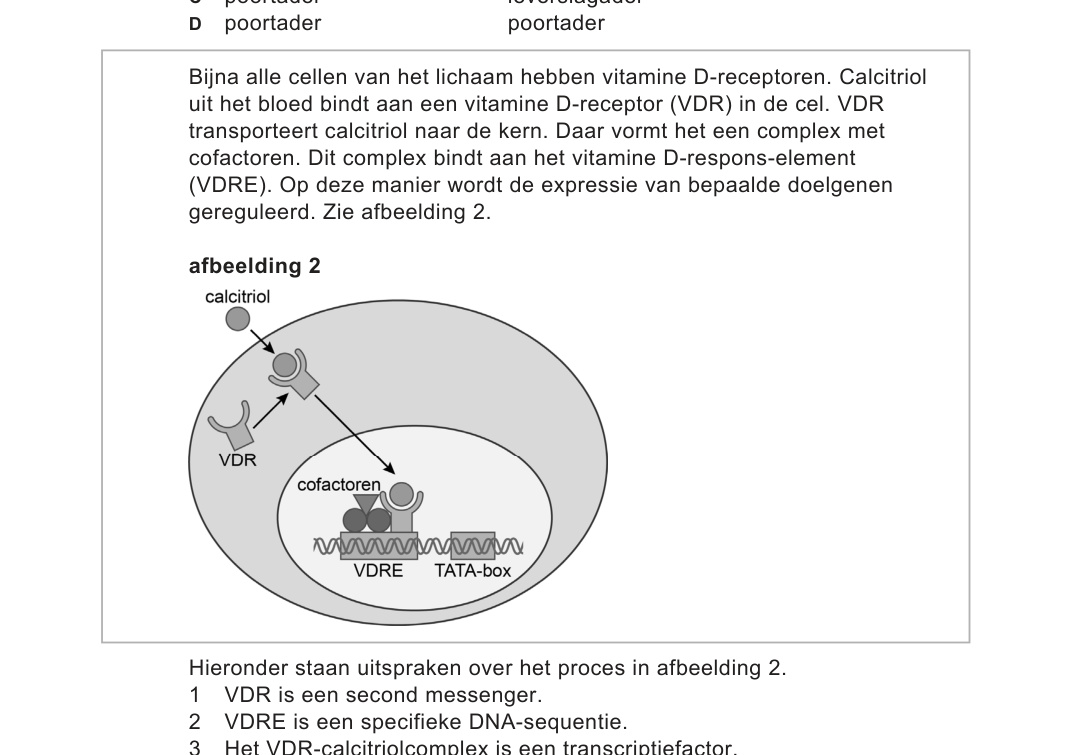 C poortader leverslagader
D poortader poortader
Bijna alle cellen van het lichaam hebben vitamine D-receptoren. Calcitriol
uit het bloed bindt aan een vitamine D-receptor (VDR) in de cel. VDR
transporteert calcitriol naar de kern. Daar vormt het een complex met
cofactoren. Dit complex bindt aan het vitamine D-respons-element
(VDRE). Op deze manier wordt de expressie van bepaalde doelgenen
gereguleerd. Zie afbeelding 2.
afbeelding 2
calcitriol
VDR
cofactoren
VDRE TATA-box
Hieronder staan uitspraken over het proces in afbeelding 2.
1 VDR is een second messenger.
2 VDRE is een specifieke DNA-sequentie.
3 Het VDR-calcitriolcomplex is een transcriptiefactor.